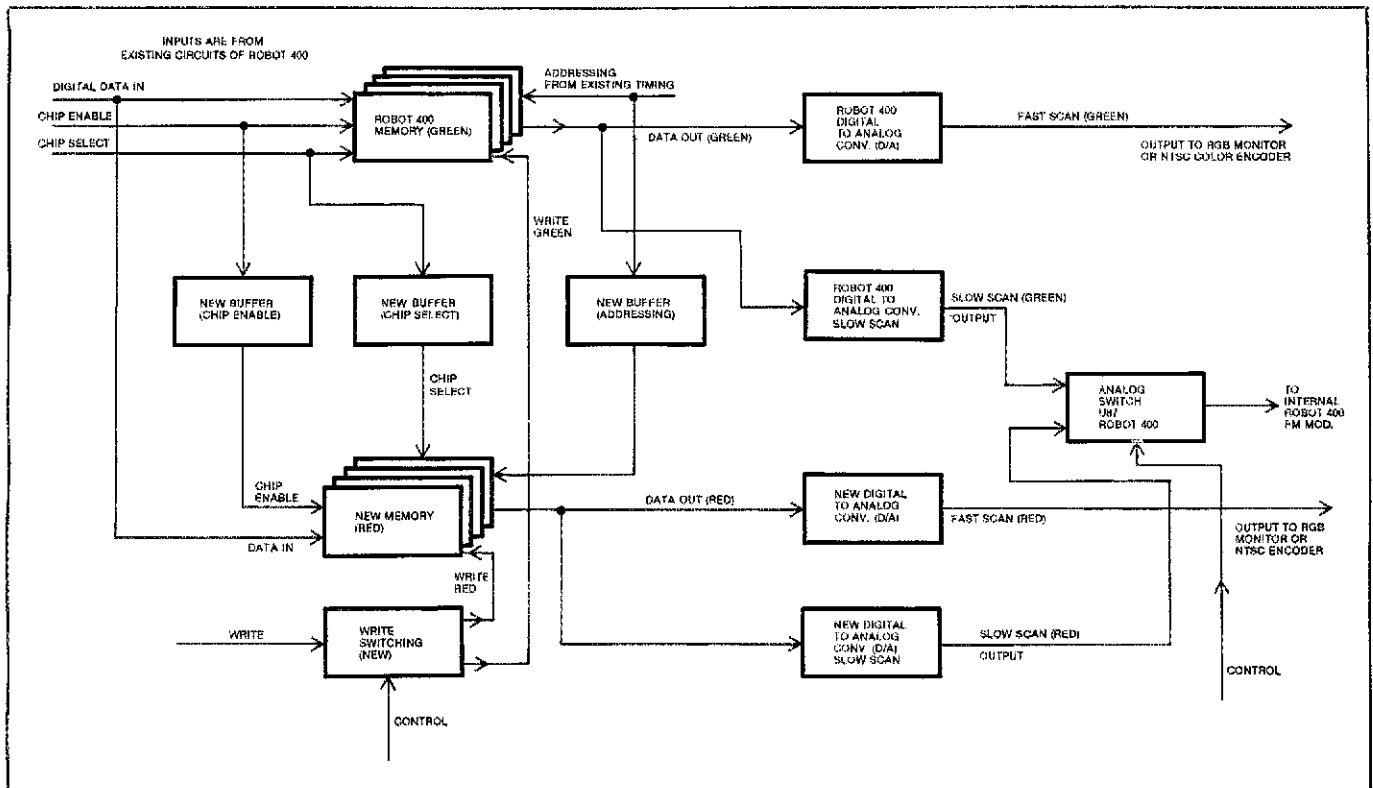 INPUTS ARE FROM
EXISTING CIRCUITS OF ROBOT 400
DIGITAL DATA IN
CHIP ENABLE
CHIP SELECT
ROBOT 400
MEMORY (GREEN)
ADDRESSING
FROM EXISTING TIMING
DATA OUT (GREEN)
ROBOT 400
DIGITAL
TO ANALOG
CONV. (D/A)
FAST SCAN (GREEN)
OUTPUT TO RGB MONITOR
OR NTSC COLOR ENCODER
WRITE
GREEN
NEW BUFFER
(CHIP ENABLE)
NEW BUFFER
(CHIP SELECT)
NEW BUFFER
(ADDRESSING)
ROBOT 400
DIGITAL TO
ANALOG CONV.
SLOW SCAN
SLOW SCAN (GREEN)
OUTPUT
CHIP
SELECT
ANALOG
SWITCH
U87
ROBOT 400
TO
INTERNAL
ROBOT 400
FM MOD.
CHIP
ENABLE
NEW MEMORY
(RED)
DATA IN
DATA OUT (RED)
NEW DIGITAL
TO ANALOG
CONV. (D/A)
FAST SCAN (RED)
OUTPUT TO RGB
MONITOR OR
NTSC ENCODER
WRITE
RED
WRITE
WRITE
SWITCHING
(NEW)
NEW DIGITAL
TO ANALOG
CONV. (D/A)
SLOW SCAN
SLOW SCAN (RED)
OUTPUT
CONTROL
CONTROL